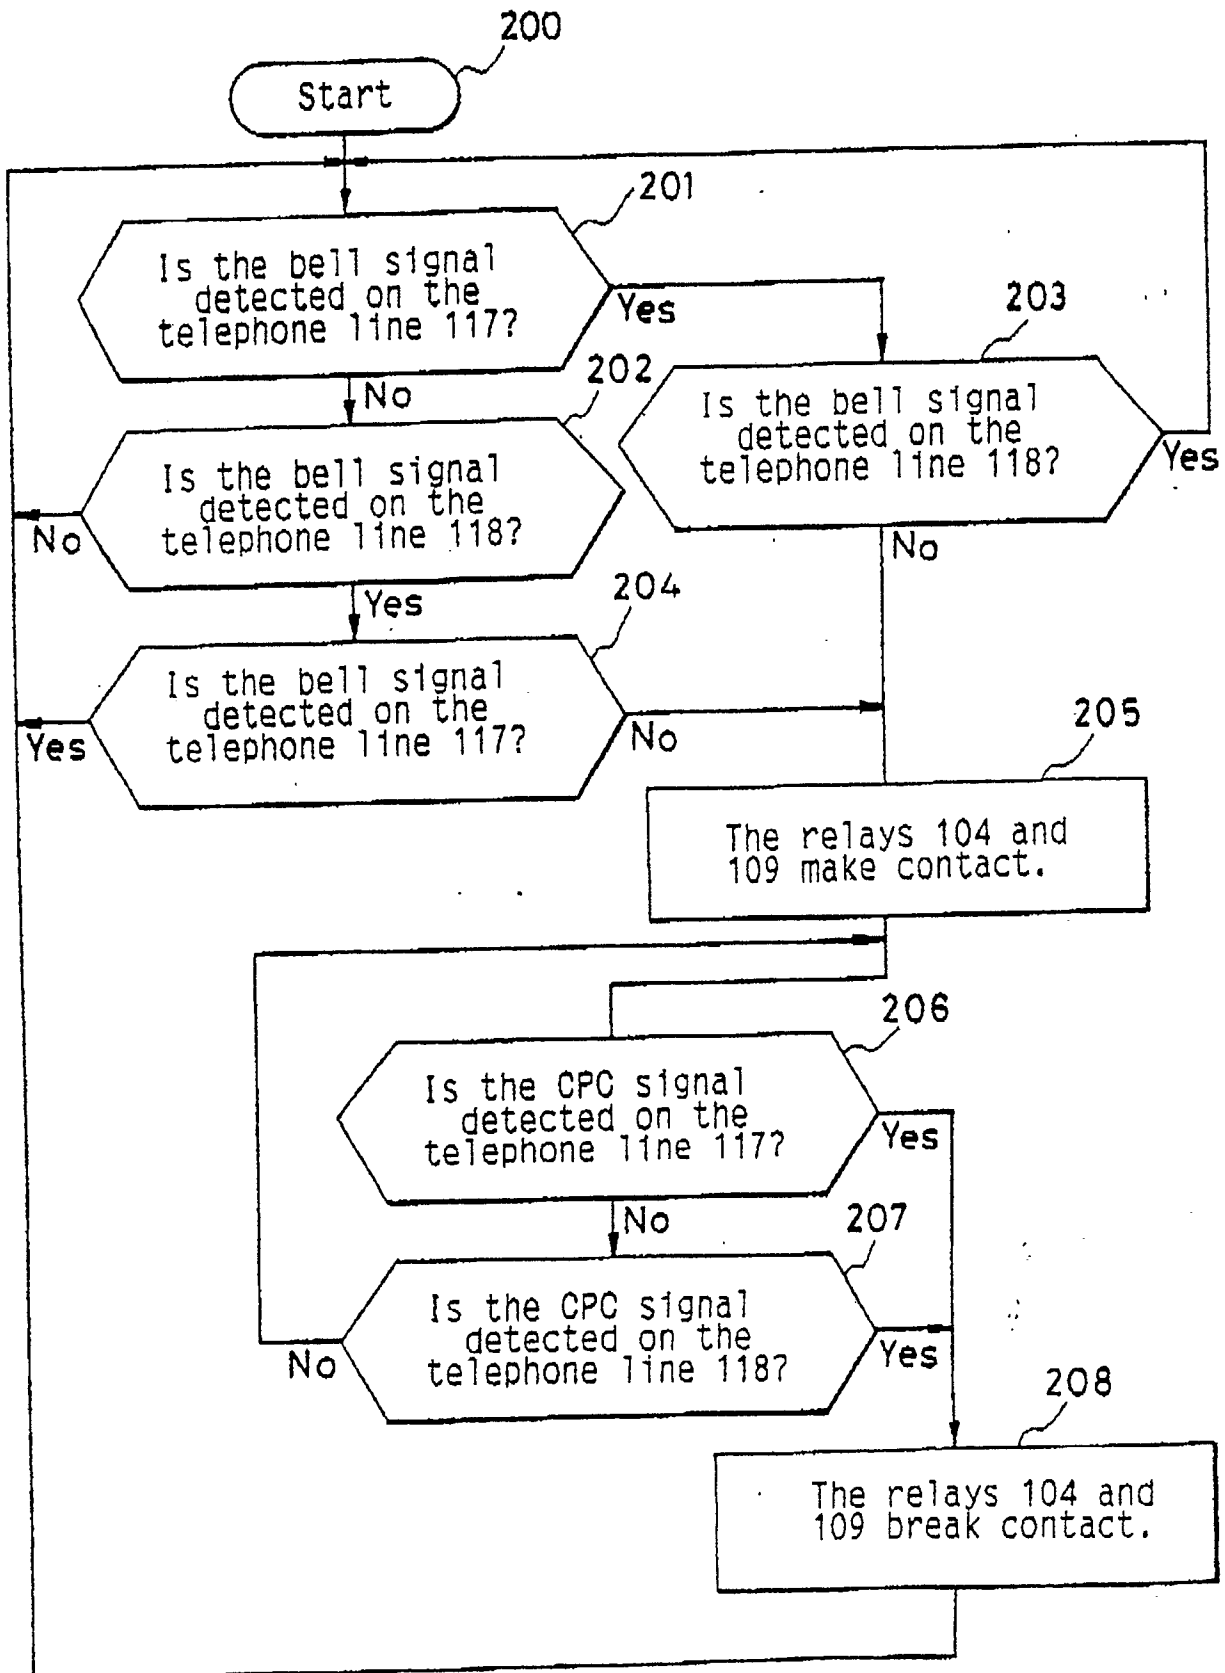 200
Start
201
Is the bell signal
detected on the
telephone line 117?
Yes
No
203
Is the bell signal
detected on the
telephone line 118?
Yes
No
202
Is the bell signal
detected on the
telephone line 118?
No
Yes
204
Is the bell signal
detected on the
telephone line 117?
Yes
No
205
The relays 104 and
109 make contact.
206
Is the CPC signal
detected on the
telephone line 117?
Yes
No
207
Is the CPC signal
detected on the
telephone line 118?
No
Yes
208
The relays 104 and
109 break contact.